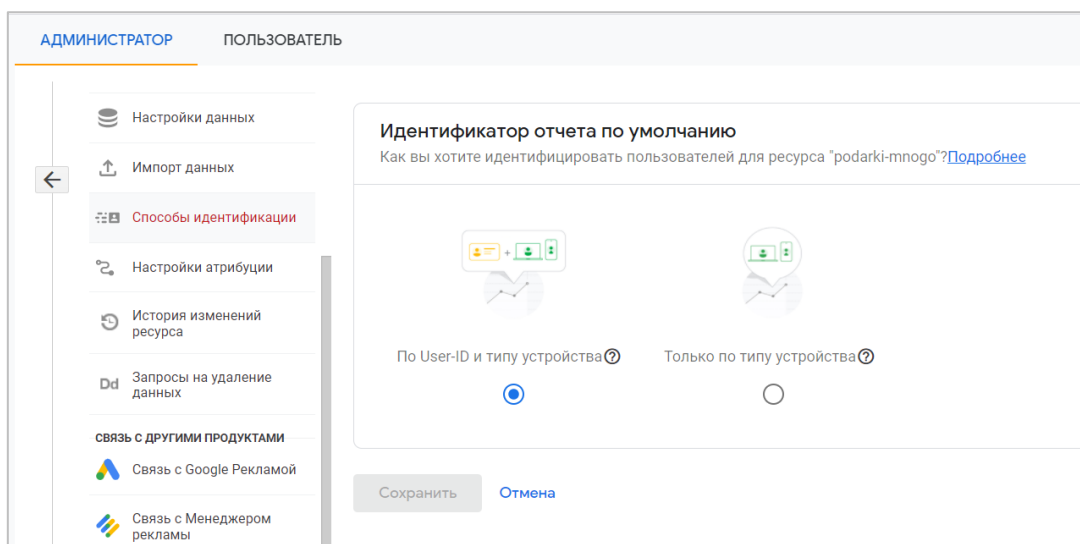 АДМИНИСТРАТОР
ПОЛЬЗОВАТЕЛЬ
Настройки данных
Импорт данных
Способы идентификации
Настройки атрибуции
История изменений
ресурса
Dd
Запросы на удаление
данных
СВЯЗЬ С ДРУГИМИ ПРОДУКТАМИ
Связь с Google Рекламой
Связь с Менеджером
рекламы
Идентификатор отчета по умолчанию
Как вы хотите идентифицировать пользователей для ресурса "podarki-mnogo"?Подробнее
По User-ID и типу устройства?
Только по типу устройства?
Сохранить
Отмена